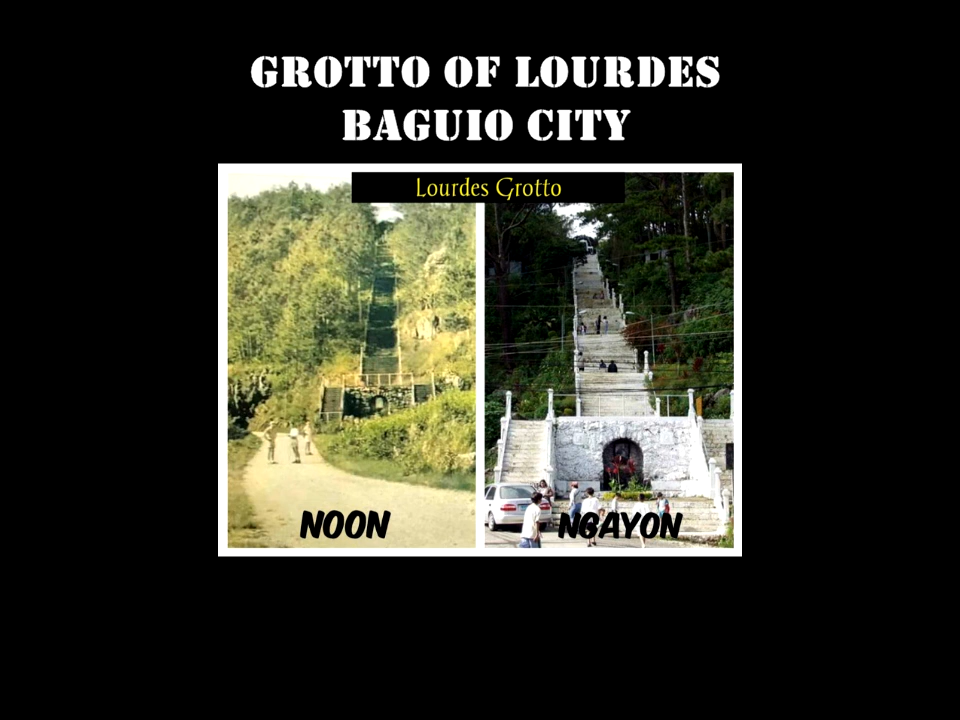 GROTTO OF LOURDES
BAGUIO CITY
Lourdes Grotto
NOON
NGAYON